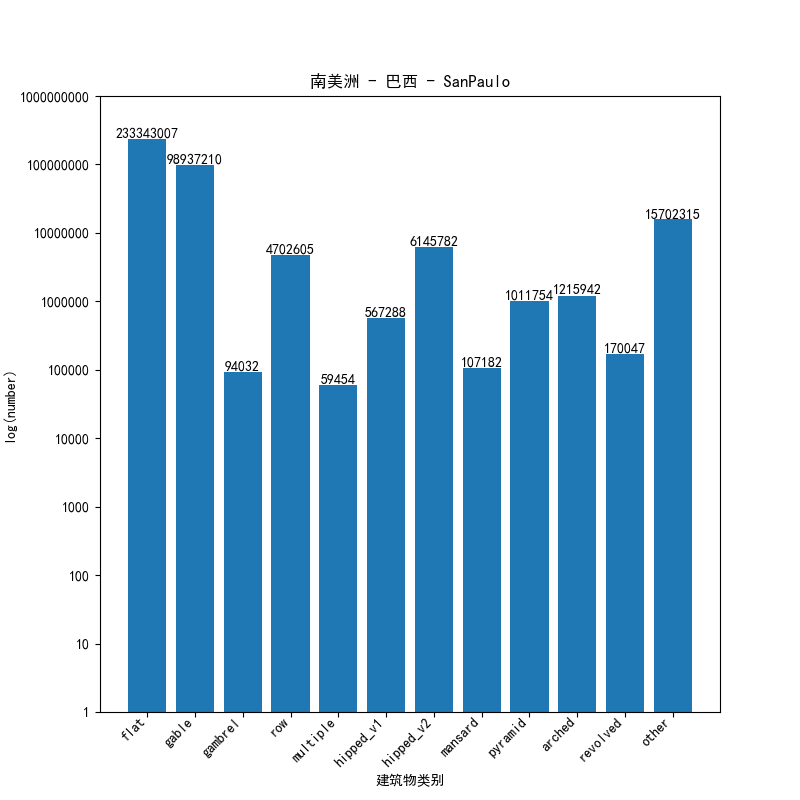 南美洲 - 巴西 - SanPaulo
1000000000
100000000
10000000
1000000
100000
10000
1000
100
10
1
log(number)
233343007
98937210
94032
4702605
59454
567288
6145782
107182
1011754
1215942
170047
15702315
flat
gable
gambrel
row
multiple
hipped_v1
hipped_v2
mansard
pyramid
arched
revolved
other
建筑物类别